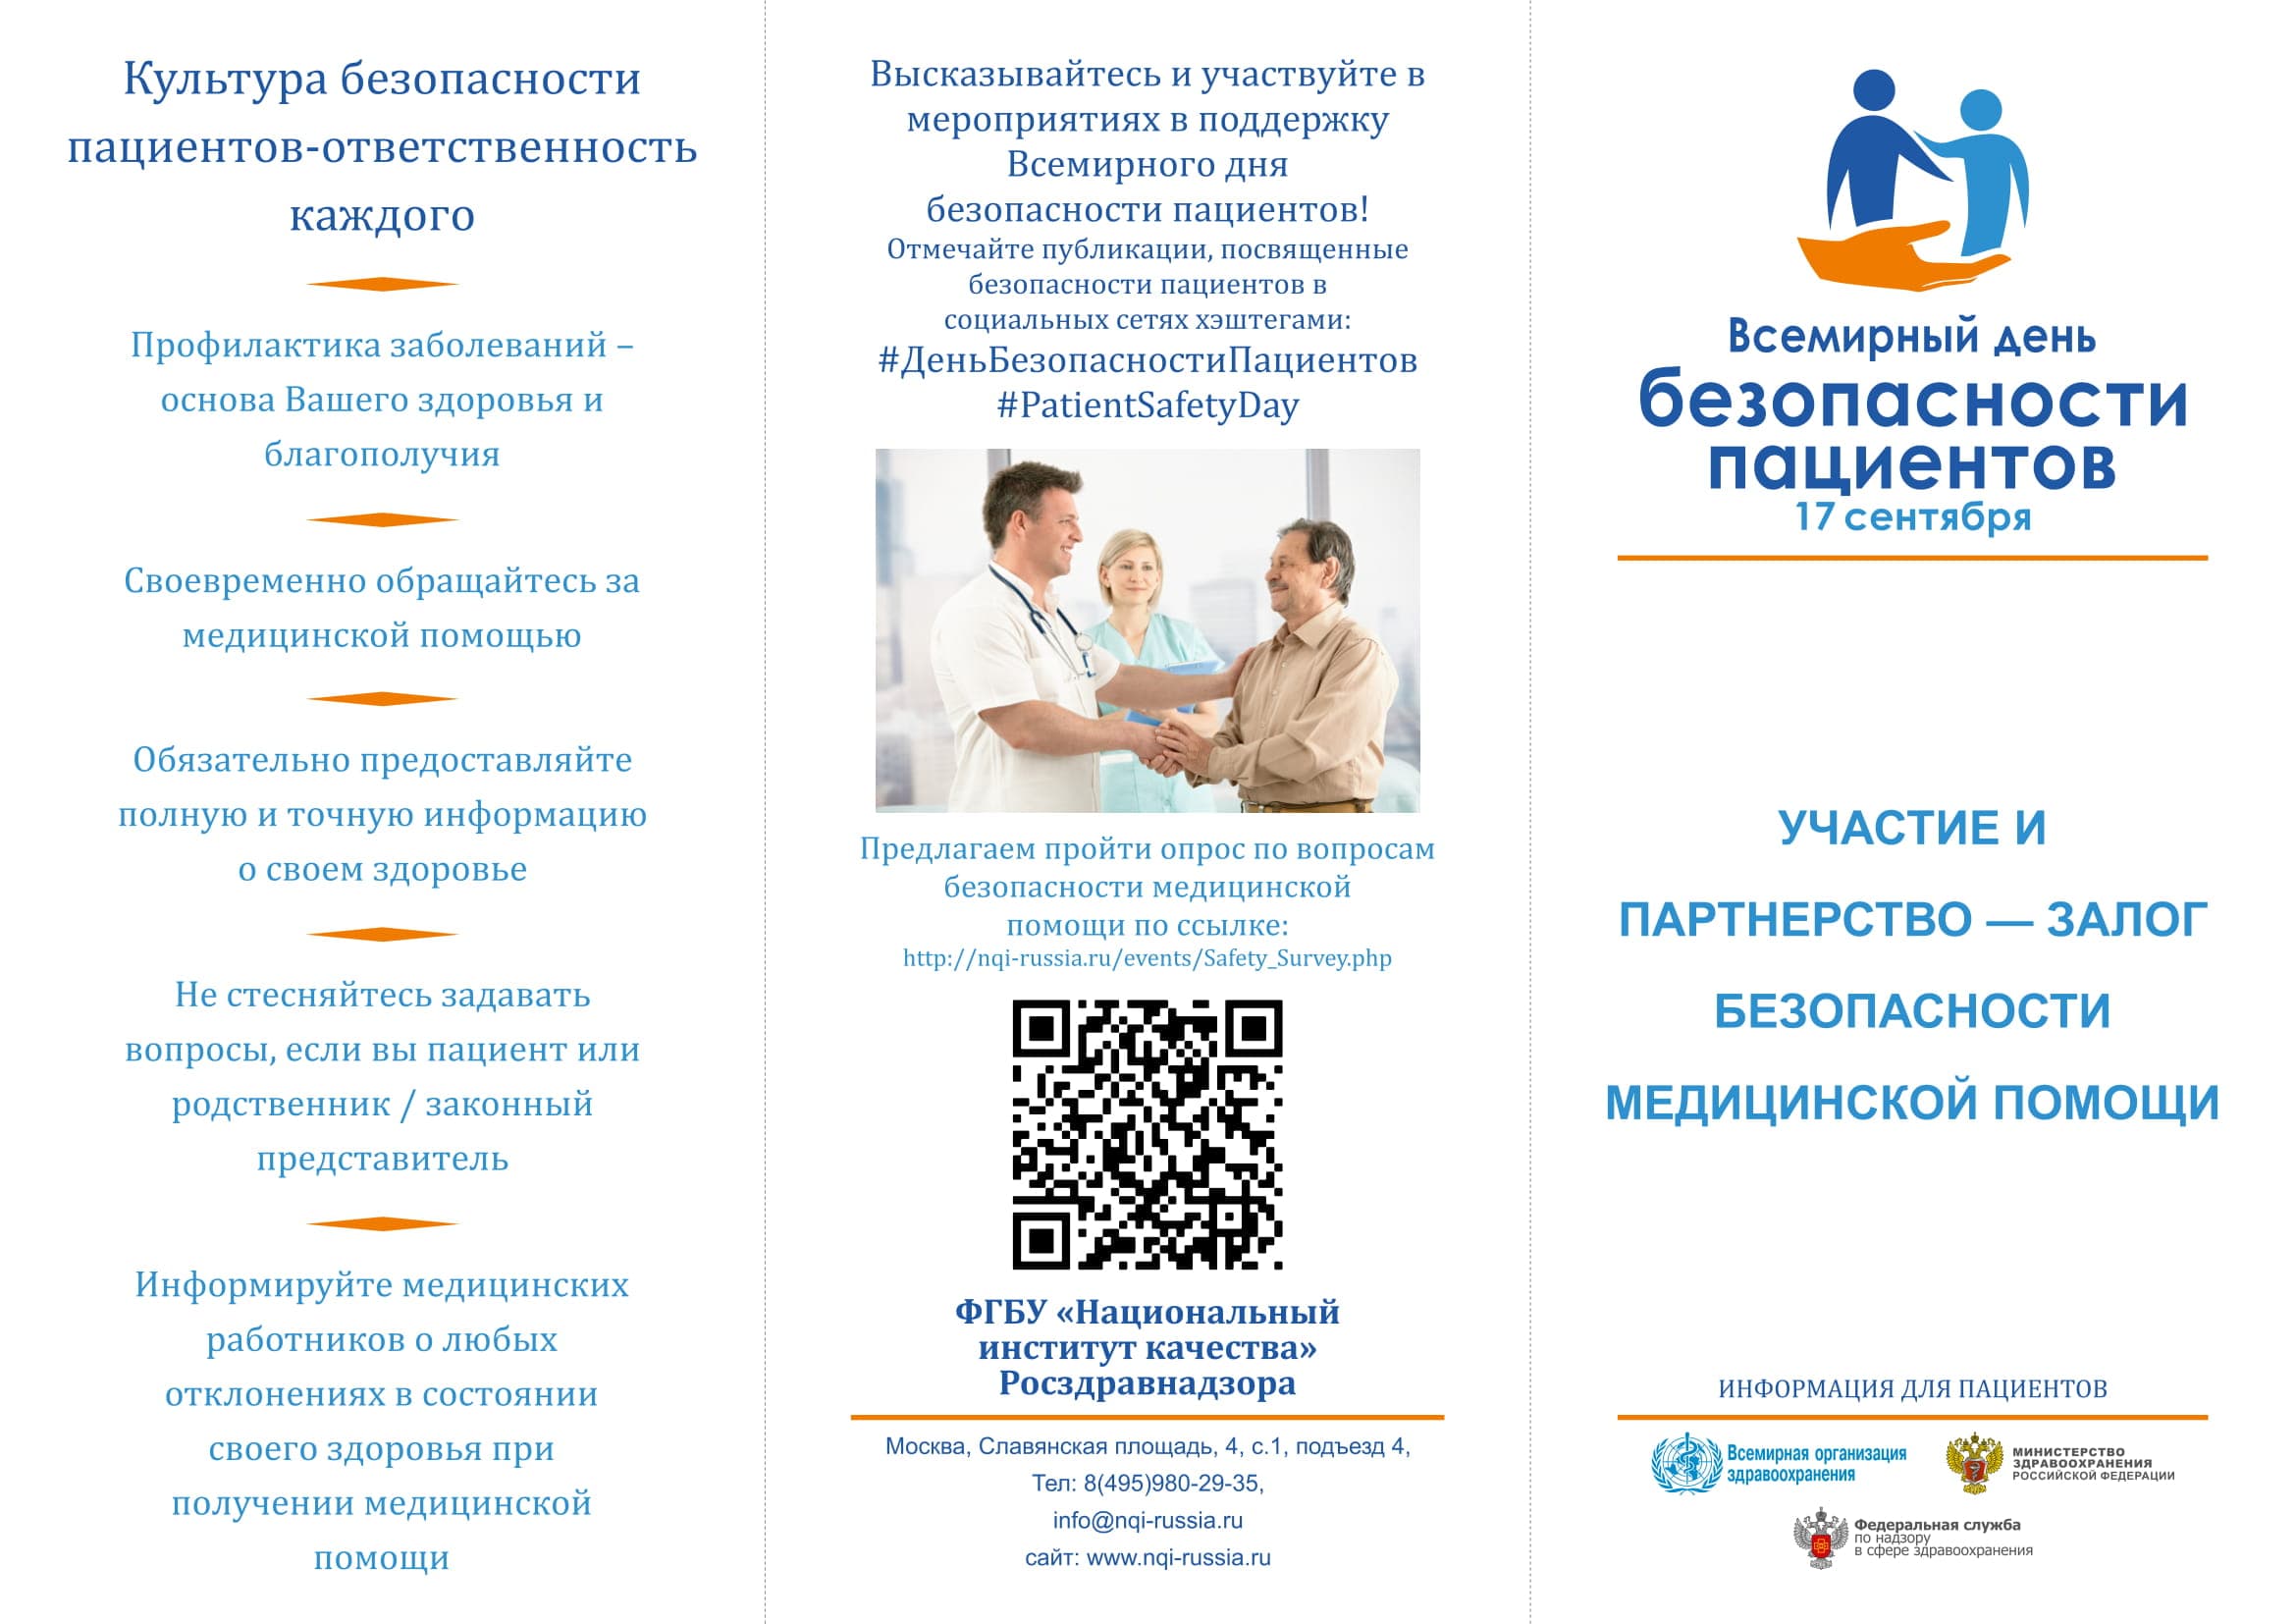 Культура безопасности
пациентов-ответственность
каждого
Профилактика заболеваний –
основа Вашего здоровья и
благополучия
Своевременно обращайтесь за
медицинской помощью
Обязательно предоставляйте
полную и точную информацию
о своем здоровье
Не стесняйтесь задавать
вопросы, если вы пациент или
родственник / законный
представитель
Информируйте медицинских
работников о любых
отклонениях в состоянии
своего здоровья при
получении медицинской
помощи
Высказывайтесь и участвуйте в
мероприятиях в поддержку
Всемирного дня
безопасности пациентов!
Отмечайте публикации, посвященные
безопасности пациентов в
социальных сетях хэштегами:
#ДеньБезопасностиПациентов
#PatientSafetyDay
Предлагаем пройти опрос по вопросам
безопасности медицинской
помощи по ссылке:
http://nqi-russia.ru/events/Safety_Survey.php
ФГБУ «Национальный
институт качества»
Росздравнадзора
Москва, Славянская площадь, 4, с.1, подъезд 4,
Тел: 8(495)980-29-35,
info@nqi-russia.ru
сайт: www.nqi-russia.ru
Всемирный день
безопасности
пациентов
17 сентября
УЧАСТИЕ И
ПАРТНЕРСТВО — ЗАЛОГ
БЕЗОПАСНОСТИ
МЕДИЦИНСКОЙ ПОМОЩИ
ИНФОРМАЦИЯ ДЛЯ ПАЦИЕНТОВ
Всемирная организация
здравоохранения
МИНИСТЕРСТВО
ЗДРАВООХРАНЕНИЯ
РОССИЙСКОЙ ФЕДЕРАЦИИ
Федеральная служба
по надзору
в сфере здравоохранения